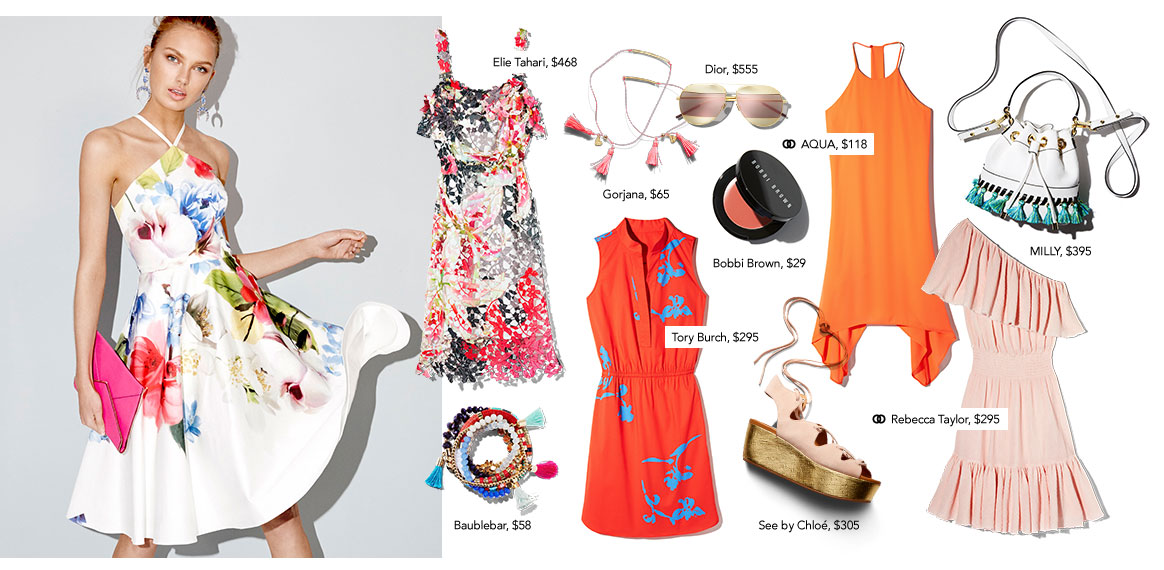 Elie Tahari, $468
Dior, $555
AQUA, $118
Gorjana, $65
BOBBI BROWN
Bobbi Brown, $29
MILLY, $395
Tory Burch, $295
Rebecca Taylor, $295
Baublebar, $58
See by Chloé, $305